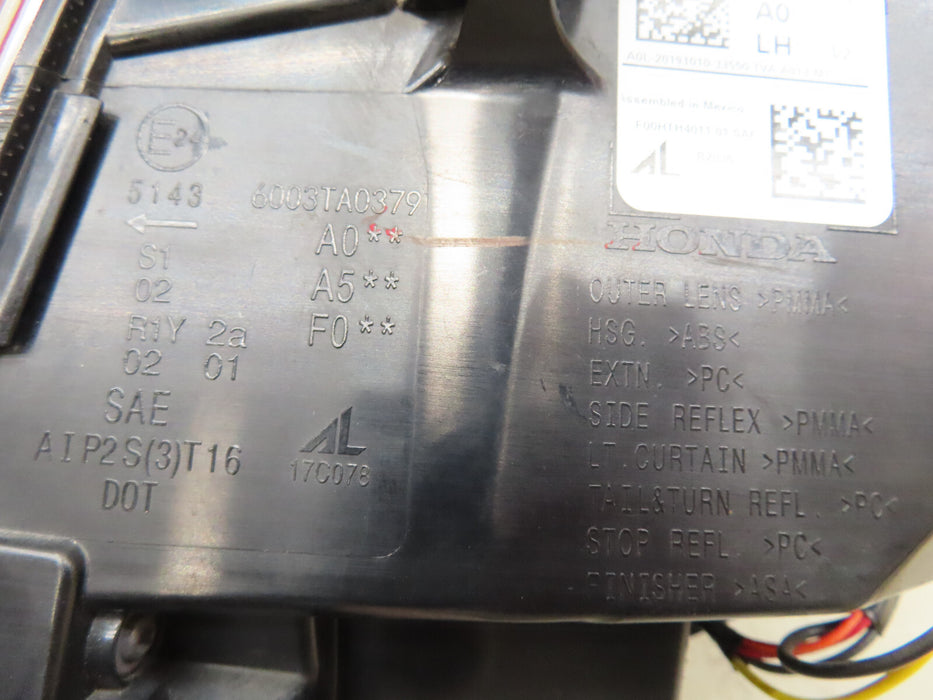 A0
LH
Assembled in Mexico
AL
E24
5143
6003TA0379
A0**
A5**
F0**
S1
02
R1Y 2a
02 01
SAE
AIP2S(3)T16
DOT
AL
17C078
HONDA
OUTER LENS >PMMA<
HSG. >ABS<
EXTN. >PC<
SIDE REFLEX >PMMA<
LT.CURTAIN >PMMA<
TAIL&TURN REFL. >PC<
STOP REFL. >PC<
FINISHER >ASA<